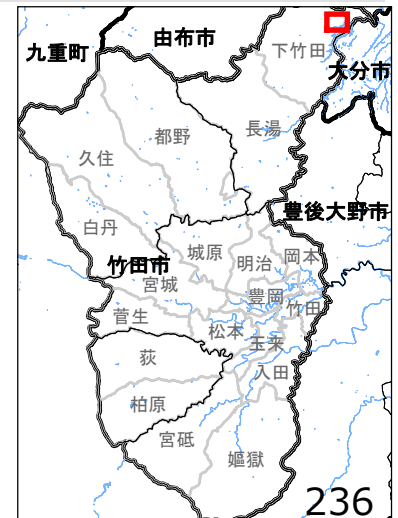 由布市
九重町
下竹田
大分市
都野
長湯
久住
白丹
豊後大野市
城原
岡本
明治
竹田市
宮城
豊岡
竹田
菅生
松本
玉来
荻
入田
柏原
宮砥
嫗獄
236